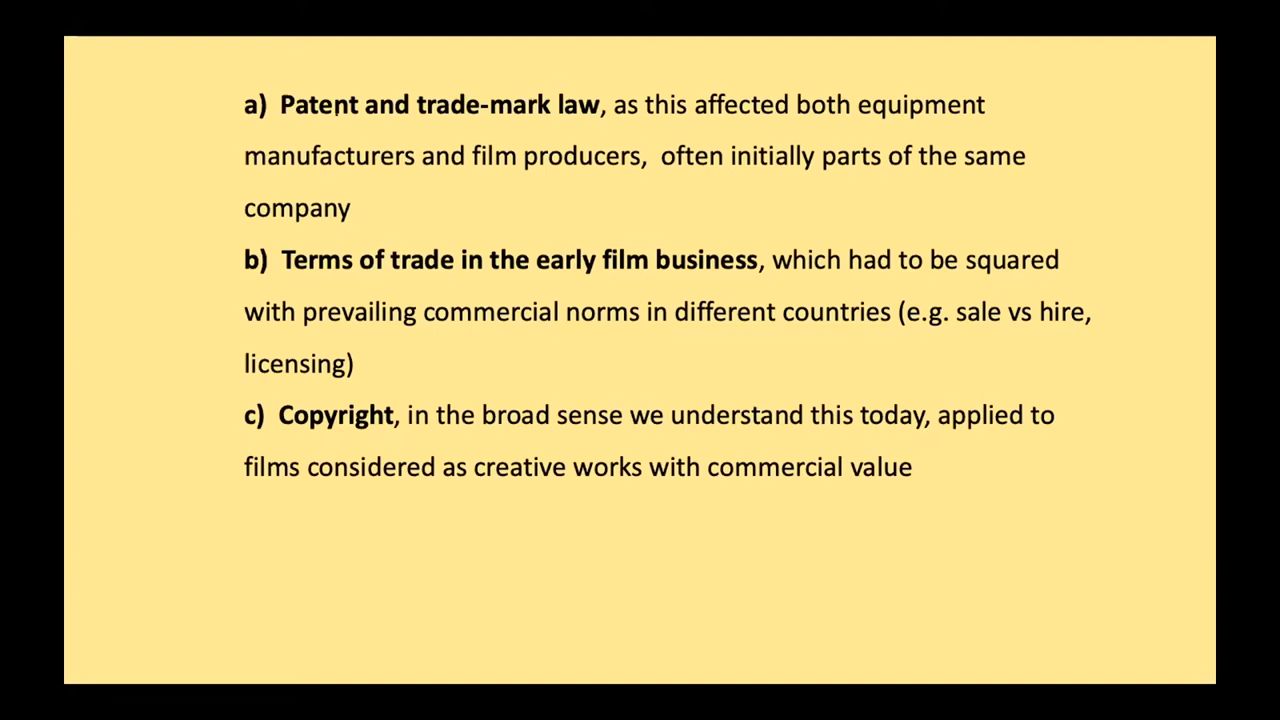 a)  Patent and trade-mark law, as this affected both equipment
manufacturers and film producers,  often initially parts of the same
company
b)  Terms of trade in the early film business, which had to be squared
with prevailing commercial norms in different countries (e.g. sale vs hire,
licensing)
c)  Copyright, in the broad sense we understand this today, applied to
films considered as creative works with commercial value